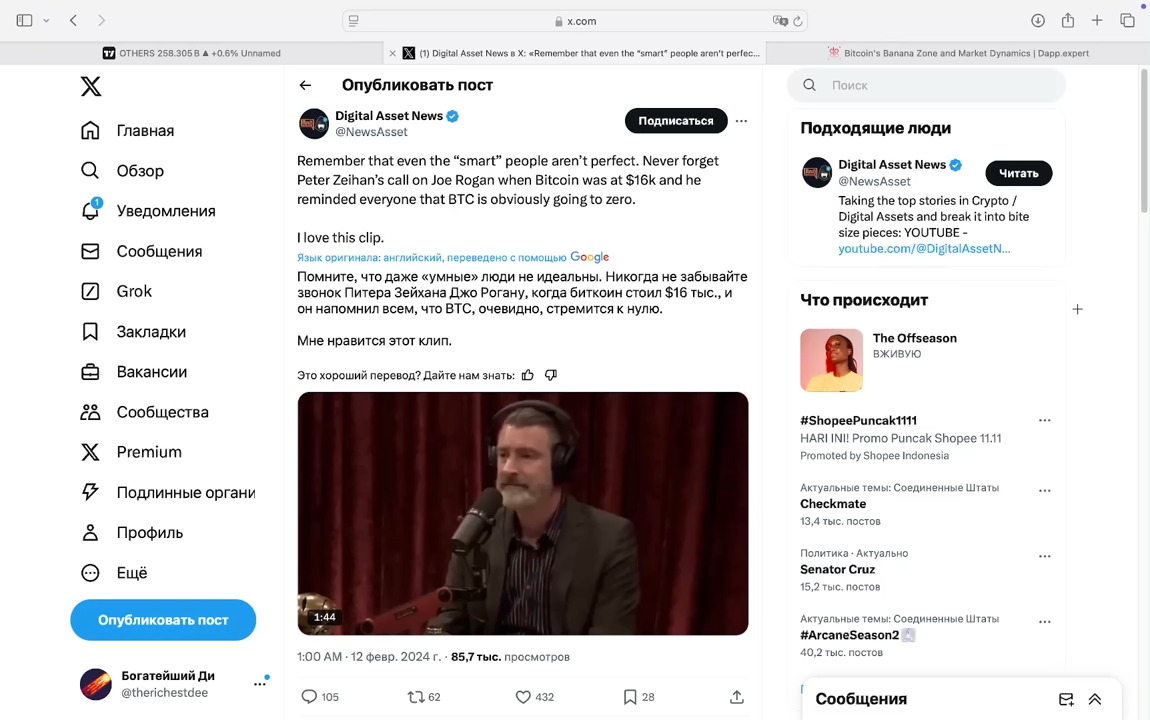 x.com
OTHERS 258.305 B ▲ +0.6% Unnamed
(1) Digital Asset News в X: «Remember that even the “smart” people aren’t perfec...
Bitcoin's Banana Zone and Market Dynamics | Dapp.expert
Главная
Обзор
1
Уведомления
Сообщения
Grok
Закладки
Вакансии
Сообщества
Premium
Подлинные органи
Профиль
Ещё
Опубликовать пост
Богатейший Ди
@therichestdee
Опубликовать пост
Digital Asset News
@NewsAsset
Подписаться
Remember that even the “smart” people aren’t perfect. Never forget
Peter Zeihan’s call on Joe Rogan when Bitcoin was at $16k and he
reminded everyone that BTC is obviously going to zero.
I love this clip.
Язык оригинала: английский, переведено с помощью Google
Помните, что даже «умные» люди не идеальны. Никогда не забывайте
звонок Питера Зейхана Джо Рогану, когда биткоин стоил $16 тыс., и
он напомнил всем, что BTC, очевидно, стремится к нулю.
Мне нравится этот клип.
Это хороший перевод? Дайте нам знать:
1:44
1:00 AM · 12 февр. 2024 г. · 85,7 тыс. просмотров
105 62 432 28
Поиск
Подходящие люди
Digital Asset News
@NewsAsset
Читать
Taking the top stories in Crypto /
Digital Assets and break it into bite
size pieces: YOUTUBE -
youtube.com/@DigitalAssetN...
Что происходит
The Offseason
ВЖИВУЮ
#ShopeePuncak1111
HARI INI! Promo Puncak Shopee 11.11
Promoted by Shopee Indonesia
Актуальные темы: Соединенные Штаты
Checkmate
13,4 тыс. постов
Политика · Актуально
Senator Cruz
15,2 тыс. постов
Актуальные темы: Соединенные Штаты
#ArcaneSeason2
40,2 тыс. постов
Сообщения